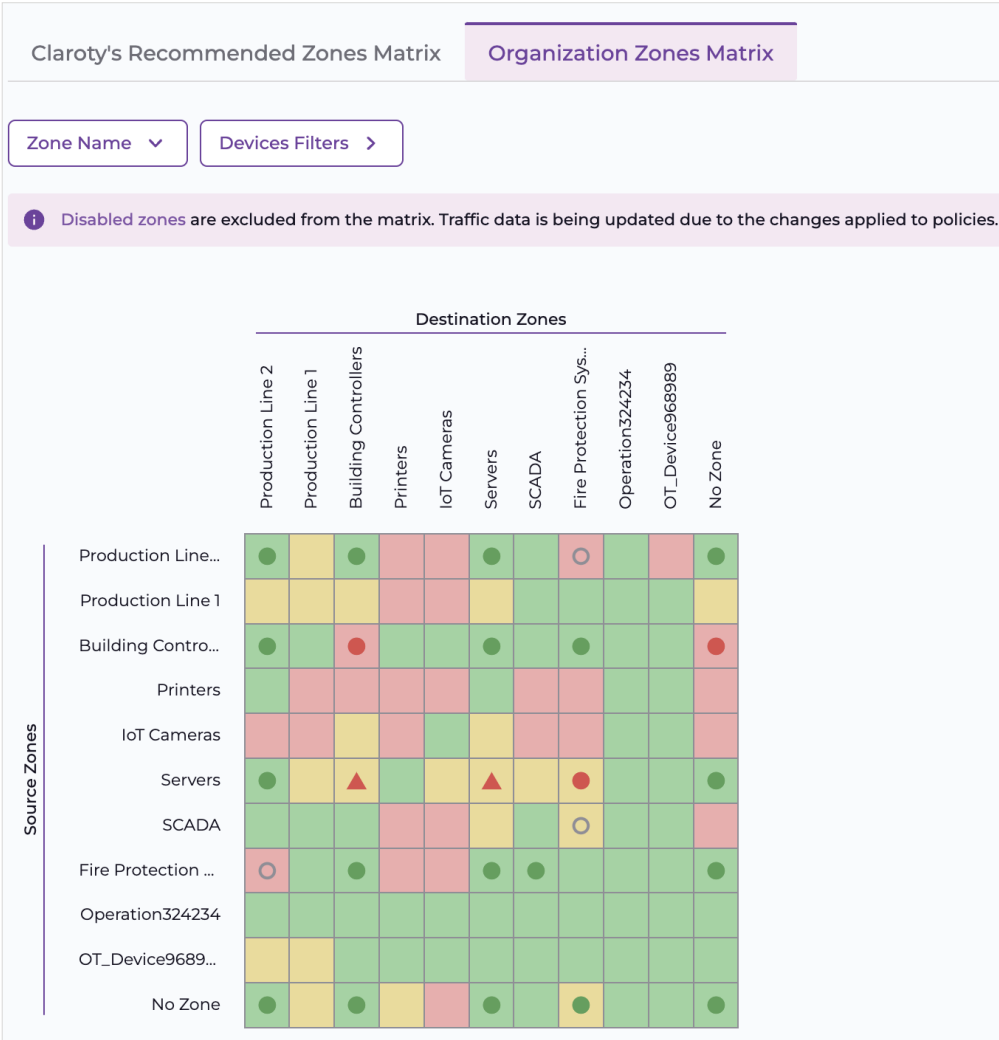 Claroty's Recommended Zones Matrix
Organization Zones Matrix
Zone Name
Devices Filters
Disabled zones are excluded from the matrix. Traffic data is being updated due to the changes applied to policies.
Destination Zones
Production Line 2
Production Line 1
Building Controllers
Printers
IoT Cameras
Servers
SCADA
Fire Protection Sys...
Operation324234
OT_Device968989
No Zone
Source Zones
Production Line...
Production Line 1
Building Contro...
Printers
IoT Cameras
Servers
SCADA
Fire Protection ...
Operation324234
OT_Device9689...
No Zone